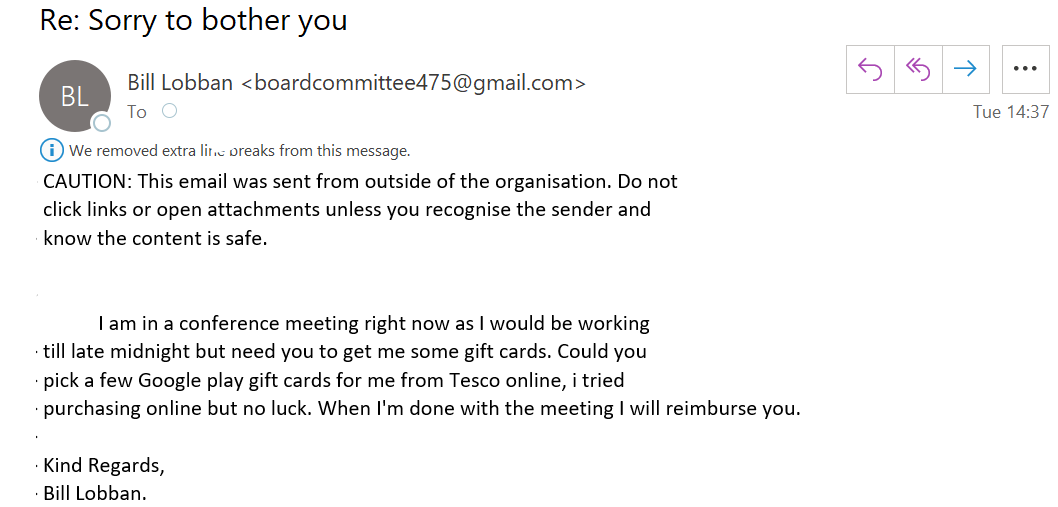 Re: Sorry to bother you
BL
Bill Lobban <boardcommittee475@gmail.com>
To
Tue 14:37
We removed extra line breaks from this message.
CAUTION: This email was sent from outside of the organisation. Do not
click links or open attachments unless you recognise the sender and
know the content is safe.
I am in a conference meeting right now as I would be working
till late midnight but need you to get me some gift cards. Could you
pick a few Google play gift cards for me from Tesco online, i tried
purchasing online but no luck. When I'm done with the meeting I will reimburse you.
Kind Regards,
Bill Lobban.